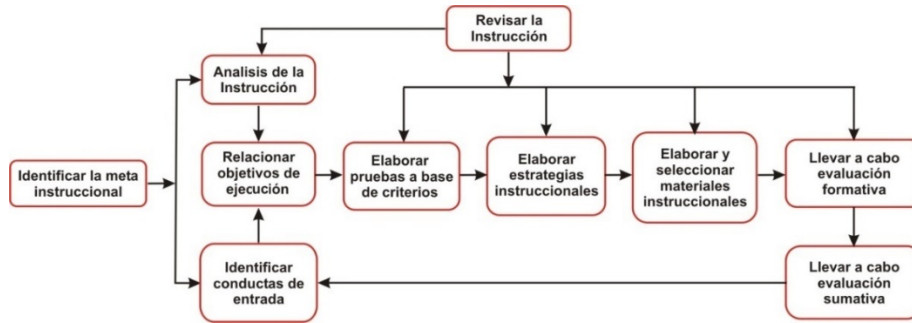 Revisar la
Instrucción
Analisis de la
Instrucción
Identificar la meta
instruccional
Relacionar
objetivos de
ejecución
Elaborar
pruebas a base
de criterios
Elaborar
estrategias
instruccionales
Elaborar y
seleccionar
materiales
instruccionales
Llevar a cabo
evaluación
formativa
Identificar
conductas de
entrada
Llevar a cabo
evaluación
sumativa